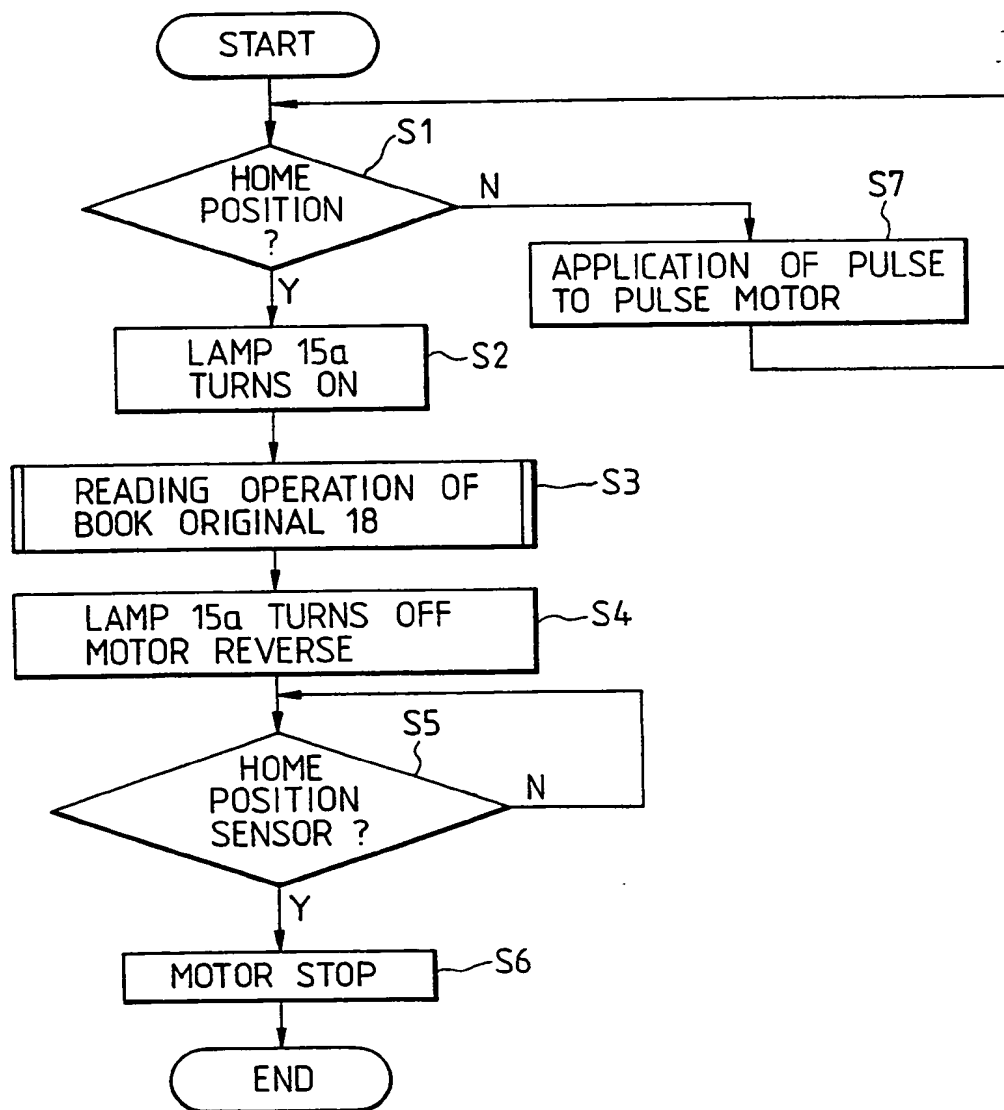 START
S1
HOME
POSITION
?
N
Y
S7
APPLICATION OF PULSE
TO PULSE MOTOR
LAMP 15a
TURNS ON
S2
READING OPERATION OF
BOOK ORIGINAL 18
S3
LAMP 15a TURNS OFF
MOTOR REVERSE
S4
S5
HOME
POSITION
SENSOR ?
N
Y
MOTOR STOP
S6
END